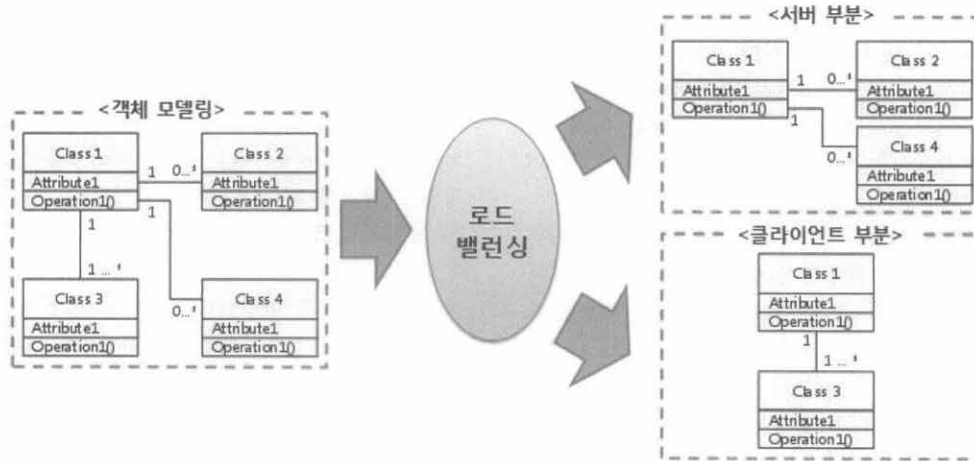 <객체 모델링>
Class 1
Attribute1
Operation1()
Class 2
Attribute1
Operation1()
1
0...*
1
1
1 ... *
0...*
Class 3
Attribute1
Operation1()
Class 4
Attribute1
Operation1()
로드
밸런싱
<서버 부분>
Class 1
Attribute1
Operation1()
Class 2
Attribute1
Operation1()
1
0...*
1
0...*
Class 4
Attribute1
Operation1()
<클라이언트 부분>
Class 1
Attribute1
Operation1()
1
1 ... *
Class 3
Attribute1
Operation1()